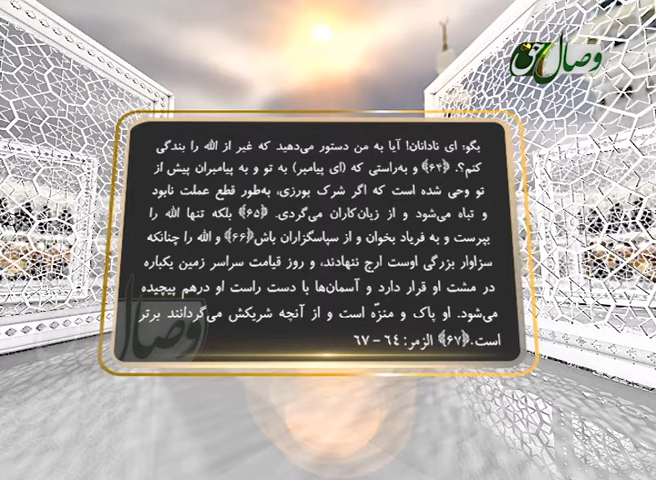 وصال حق
بگو: ای نادانان! آیا به من دستور می‌دهید که غیر از الله را بندگی
کنم؟. ﴿۶۴﴾ و به‌راستی که (ای پیامبر) به تو و به پیامبران پیش از
تو وحی شده است که اگر شرک بورزی، به‌طور قطع عملت نابود
و تباه می‌شود و از زیان‌کاران می‌گردی. ﴿۶۵﴾ بلکه تنها الله را
بپرست و به فریاد بخوان و از سپاسگزاران باش﴿۶۶﴾ و الله را چنانکه
سزاوار بزرگی اوست ارج ننهادند، و روز قیامت سراسر زمین یکباره
در مشت او قرار دارد و آسمان‌ها با دست راست او درهم پیچیده
می‌شود. او پاک و منزّه است و از آنچه شریکش می‌گردانند برتر
است.﴿۶۷﴾ الزمر: ٦٤ – ٦٧
وصال